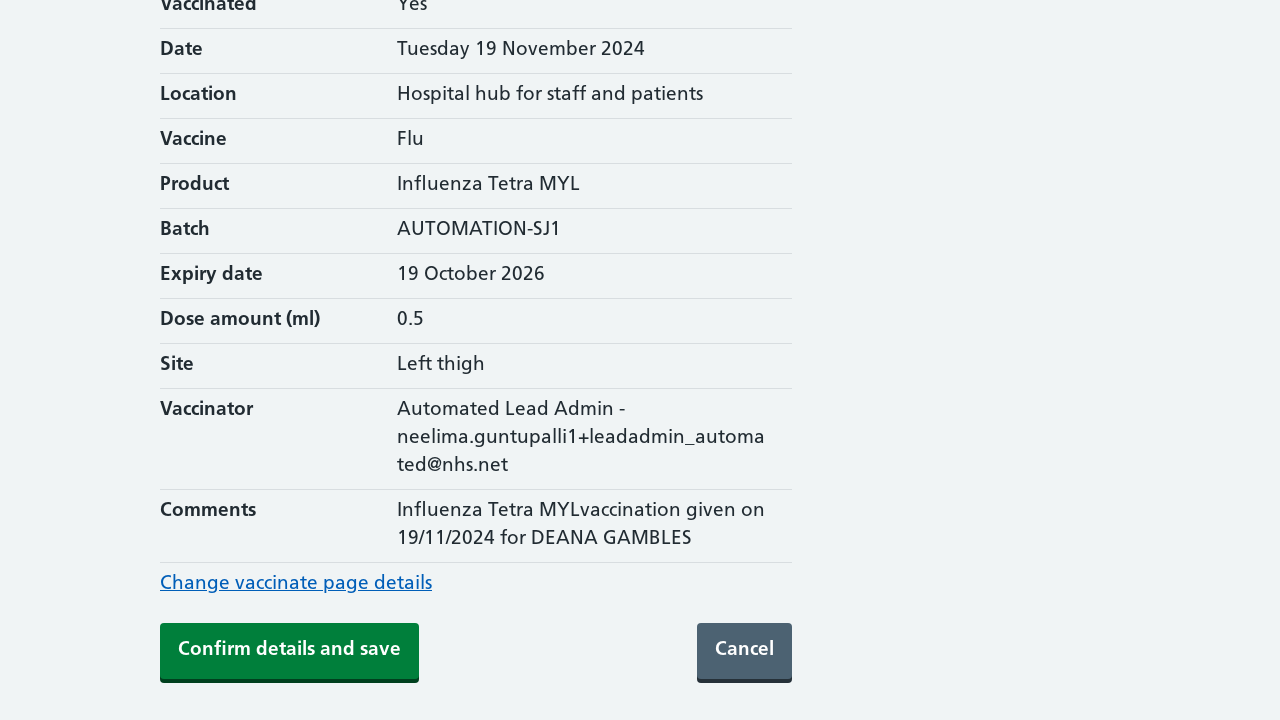 Vaccinated Yes
Date Tuesday 19 November 2024
Location Hospital hub for staff and patients
Vaccine Flu
Product Influenza Tetra MYL
Batch AUTOMATION-SJ1
Expiry date 19 October 2026
Dose amount (ml) 0.5
Site Left thigh
Vaccinator Automated Lead Admin -
neelima.guntupalli1+leadadmin_automa
ted@nhs.net
Comments Influenza Tetra MYLvaccination given on
19/11/2024 for DEANA GAMBLES
Change vaccinate page details
Confirm details and save Cancel